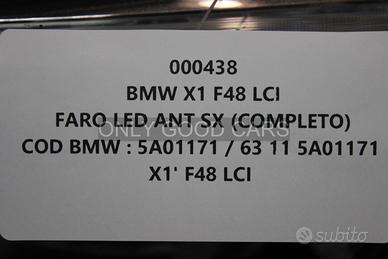 000438
BMW X1 F48 LCI
FARO LED ANT SX (COMPLETO)
ONLY GOOD CARS
COD BMW : 5A01171 / 63 11 5A01171
X1' F48 LCI
subito